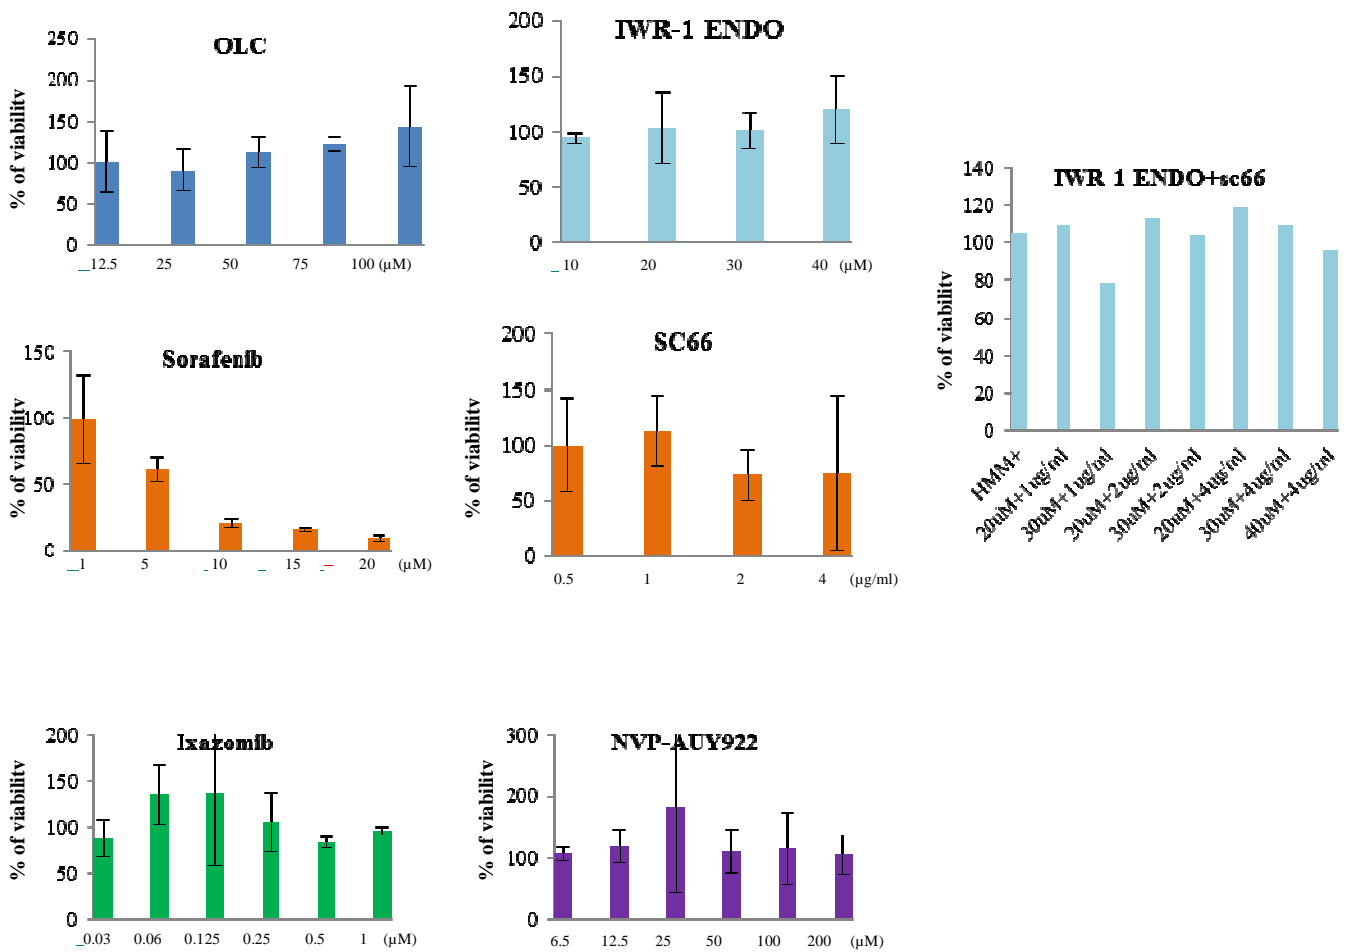 OLC
% of viability
250
200
150
100
50
0
12.5 25 50 75 100 (µM)
IWR-1 ENDO
% of viability
200
150
100
50
0
10 20 30 40 (µM)
IWR 1 ENDO+sc66
% of viability
140
120
100
80
60
40
20
0
HMM+
20uM+1ug/ml
30uM+1ug/ml
20uM+2ug/ml
30uM+2ug/ml
20uM+4ug/ml
30uM+4ug/ml
40uM+4ug/ml
Sorafenib
% of viability
150
100
50
0
1 5 10 15 20 (µM)
SC66
% of viability
200
150
100
50
0
0.5 1 2 4 (µg/ml)
Ixazomib
% of viability
200
150
100
50
0
0.03 0.06 0.125 0.25 0.5 1 (µM)
NVP-AUY922
% of viability
300
200
100
0
6.5 12.5 25 50 100 200 (µM)